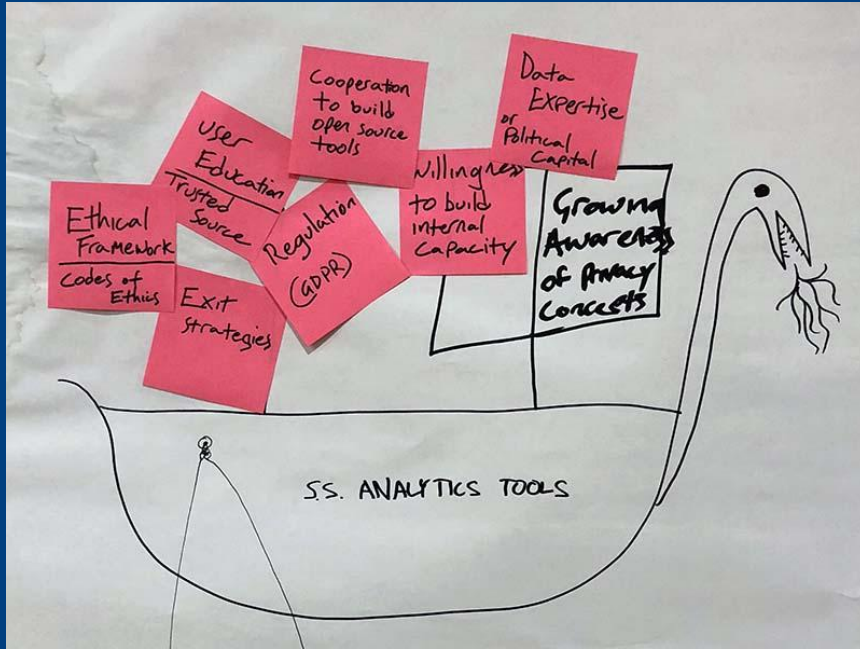 Cooperation
to build
open source
tools
Data
Expertise
or
Political
Capital
User
Education
Trusted
Source
Willingness
to build
internal
Capacity
Ethical
Framework
Codes of
Ethics
Regulation
(GDPR)
Exit
strategies
Growing
Awareness
of Privacy
Concepts
S.S. ANALYTICS TOOLS